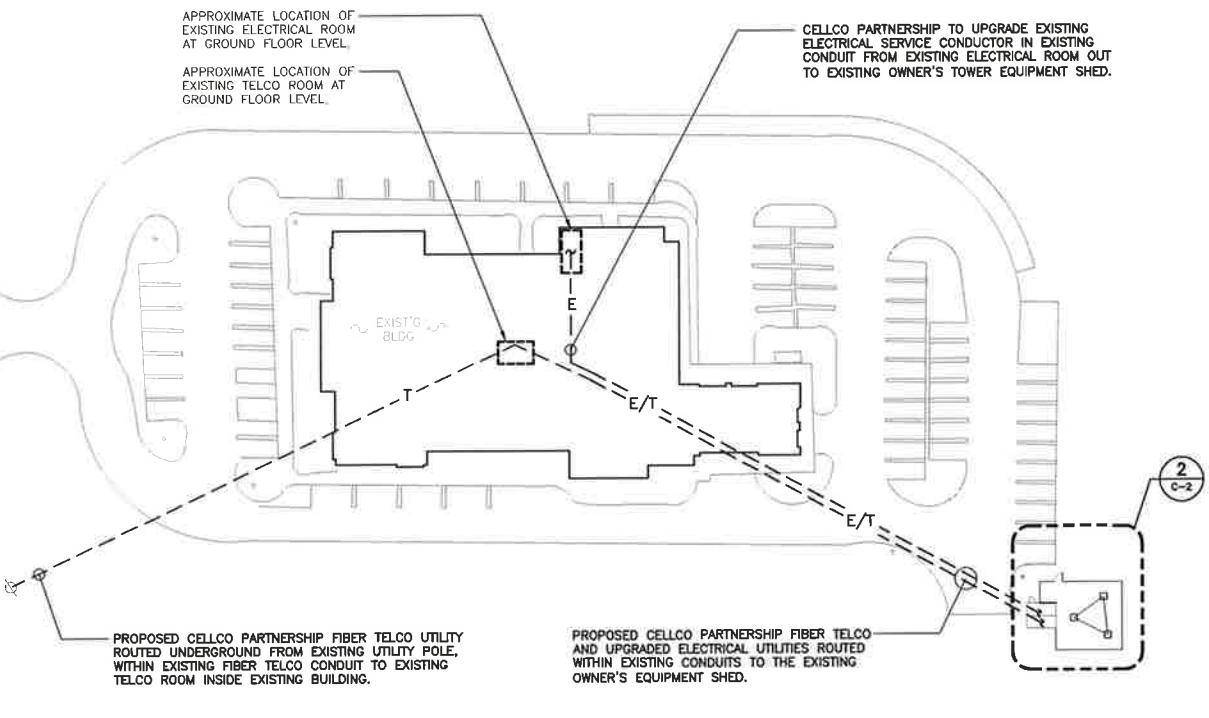 APPROXIMATE LOCATION OF
EXISTING ELECTRICAL ROOM
AT GROUND FLOOR LEVEL.
APPROXIMATE LOCATION OF
EXISTING TELCO ROOM AT
GROUND FLOOR LEVEL.
CELLCO PARTNERSHIP TO UPGRADE EXISTING
ELECTRICAL SERVICE CONDUCTOR IN EXISTING
CONDUIT FROM EXISTING ELECTRICAL ROOM OUT
TO EXISTING OWNER'S TOWER EQUIPMENT SHED.
E
EXIST'G
BLDG
T
E/T
E/T
2
C-2
PROPOSED CELLCO PARTNERSHIP FIBER TELCO UTILITY
ROUTED UNDERGROUND FROM EXISTING UTILITY POLE,
WITHIN EXISTING FIBER TELCO CONDUIT TO EXISTING
TELCO ROOM INSIDE EXISTING BUILDING.
PROPOSED CELLCO PARTNERSHIP FIBER TELCO
AND UPGRADED ELECTRICAL UTILITIES ROUTED
WITHIN EXISTING CONDUITS TO THE EXISTING
OWNER'S EQUIPMENT SHED.